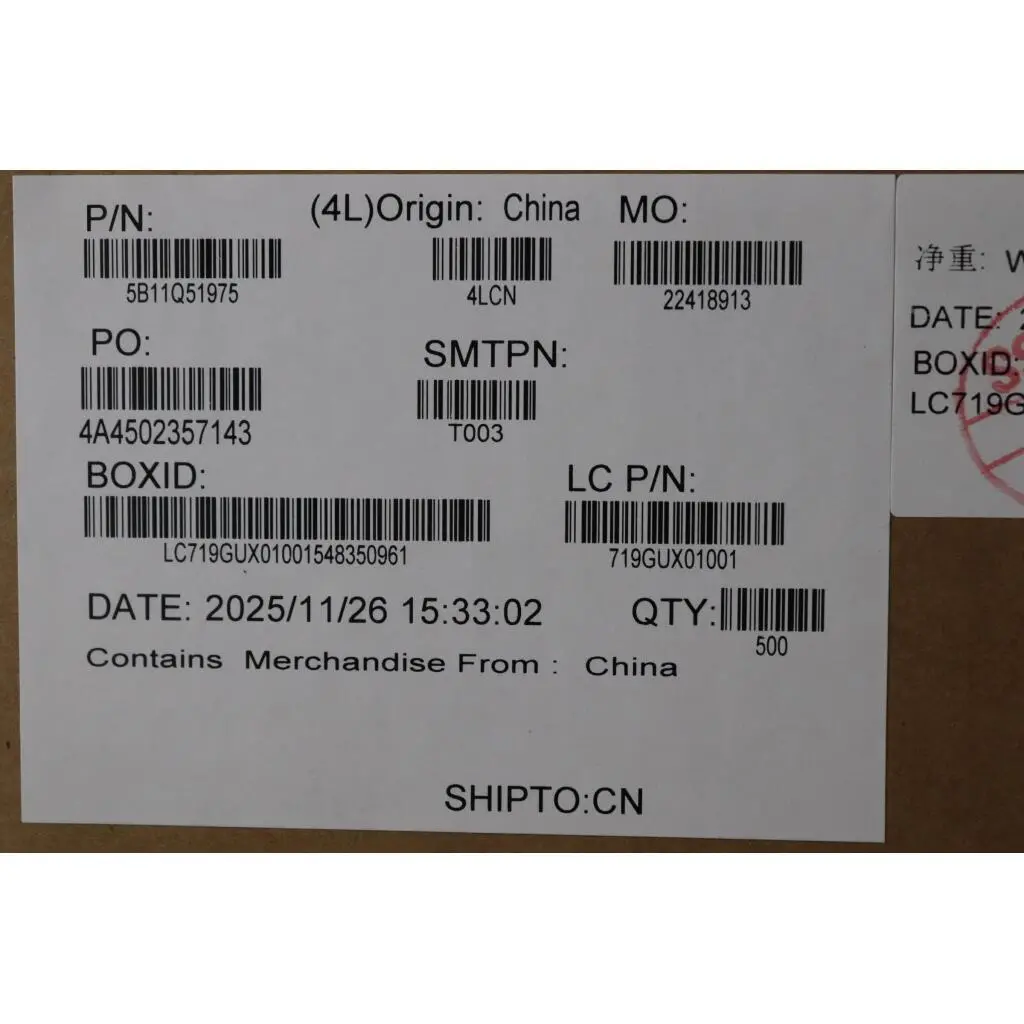 P/N:
5B11Q51975
(4L)Origin: China
4LCN
MO:
22418913
PO:
4A4502357143
SMTPN:
T003
BOXID:
LC719GUX01001548350961
LC P/N:
719GUX01001
DATE: 2025/11/26 15:33:02
QTY:
500
Contains Merchandise From : China
SHIPTO:CN
净重:
DATE:
BOXID:
LC719G